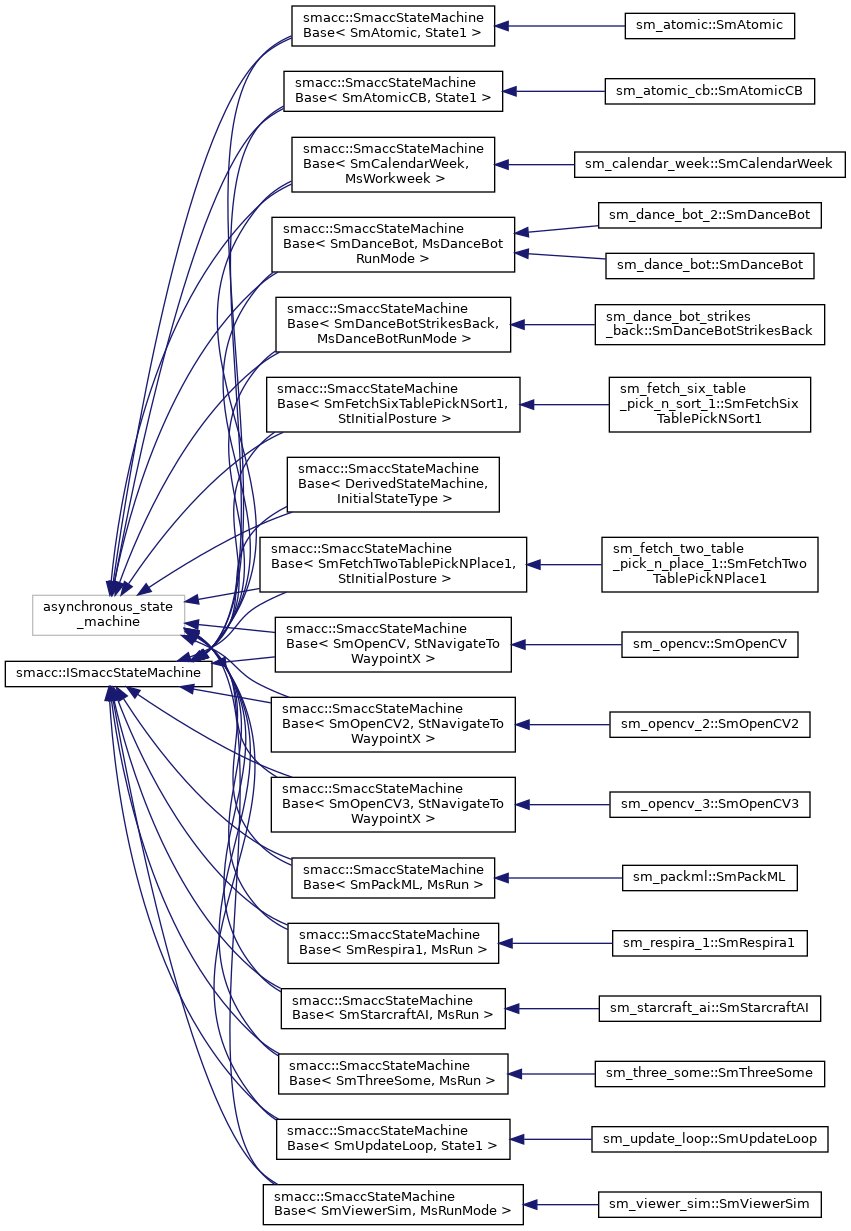 smacc::SmaccStateMachine
Base< SmAtomic, State1 >
sm_atomic::SmAtomic
smacc::SmaccStateMachine
Base< SmAtomicCB, State1 >
sm_atomic_cb::SmAtomicCB
smacc::SmaccStateMachine
Base< SmCalendarWeek,
MsWorkweek >
sm_calendar_week::SmCalendarWeek
smacc::SmaccStateMachine
Base< SmDanceBot, MsDanceBot
RunMode >
sm_dance_bot_2::SmDanceBot
sm_dance_bot::SmDanceBot
smacc::SmaccStateMachine
Base< SmDanceBotStrikesBack,
MsDanceBotRunMode >
sm_dance_bot_strikes
_back::SmDanceBotStrikesBack
smacc::SmaccStateMachine
Base< SmFetchSixTablePickNSort1,
StInitialPosture >
sm_fetch_six_table
_pick_n_sort_1::SmFetchSix
TablePickNSort1
smacc::SmaccStateMachine
Base< DerivedStateMachine,
InitialStateType >
smacc::SmaccStateMachine
Base< SmFetchTwoTablePickNPlace1,
StInitialPosture >
sm_fetch_two_table
_pick_n_place_1::SmFetchTwo
TablePickNPlace1
asynchronous_state
_machine
smacc::SmaccStateMachine
Base< SmOpenCV, StNavigateTo
WaypointX >
sm_opencv::SmOpenCV
smacc::ISmaccStateMachine
smacc::SmaccStateMachine
Base< SmOpenCV2, StNavigateTo
WaypointX >
sm_opencv_2::SmOpenCV2
smacc::SmaccStateMachine
Base< SmOpenCV3, StNavigateTo
WaypointX >
sm_opencv_3::SmOpenCV3
smacc::SmaccStateMachine
Base< SmPackML, MsRun >
sm_packml::SmPackML
smacc::SmaccStateMachine
Base< SmRespira1, MsRun >
sm_respira_1::SmRespira1
smacc::SmaccStateMachine
Base< SmStarcraftAI, MsRun >
sm_starcraft_ai::SmStarcraftAI
smacc::SmaccStateMachine
Base< SmThreeSome, MsRun >
sm_three_some::SmThreeSome
smacc::SmaccStateMachine
Base< SmUpdateLoop, State1 >
sm_update_loop::SmUpdateLoop
smacc::SmaccStateMachine
Base< SmViewerSim, MsRunMode >
sm_viewer_sim::SmViewerSim